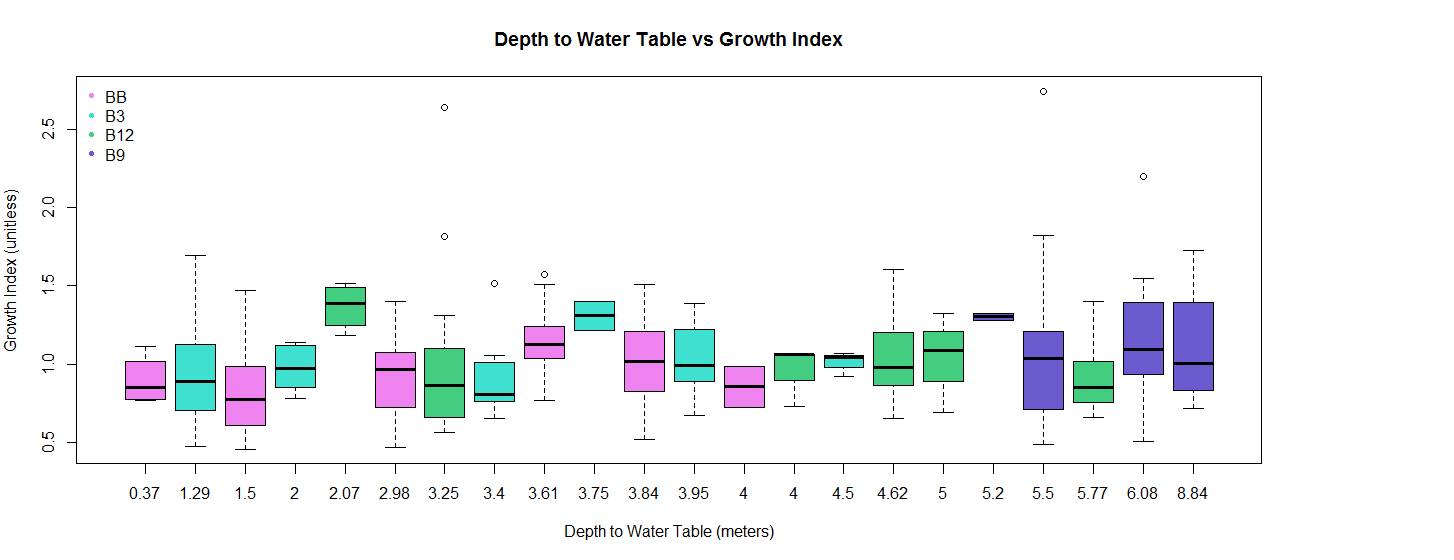 Depth to Water Table vs Growth Index
BB
B3
B12
B9
Growth Index (unitless)
2.5
2.0
1.5
1.0
0.5
0.37 1.29 1.5 2 2.07 2.98 3.25 3.4 3.61 3.75 3.84 3.95 4 4 4.5 4.62 5 5.2 5.5 5.77 6.08 8.84
Depth to Water Table (meters)